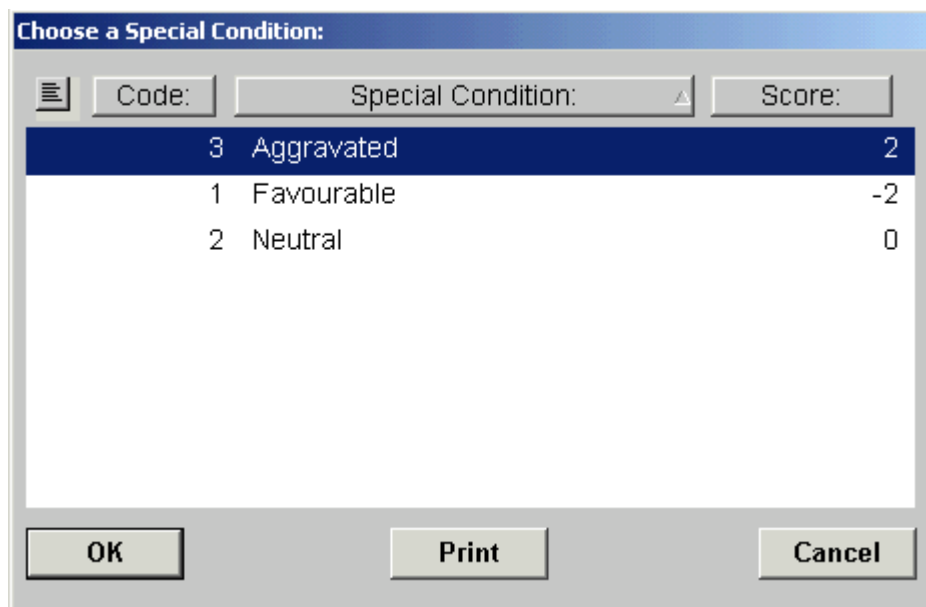 Choose a Special Condition:
Code: Special Condition: Score:
3 Aggravated 2
1 Favourable -2
2 Neutral 0
OK Print Cancel